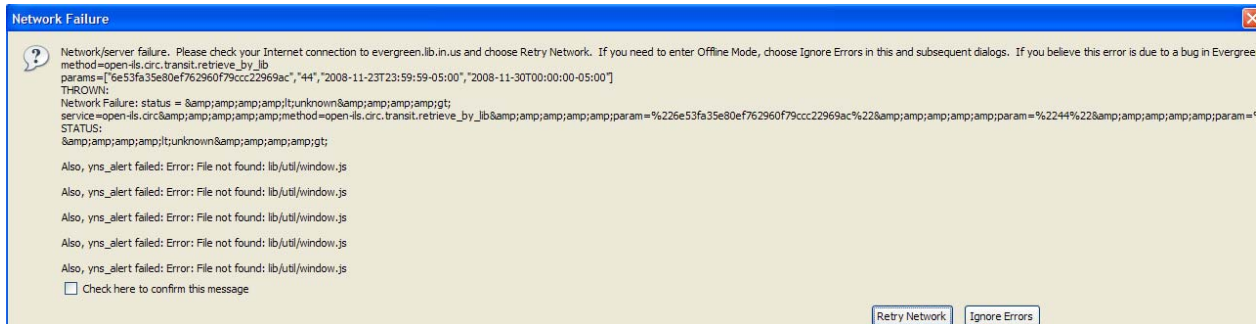 Network Failure
Network/server failure.  Please check your Internet connection to evergreen.lib.in.us and choose Retry Network.  If you need to enter Offline Mode, choose Ignore Errors in this and subsequent dialogs.  If you believe this error is due to a bug in Evergree
method=open-ils.circ.transit.retrieve_by_lib
params=["6e53fa35e80ef762960f79ccc22969ac","44","2008-11-23T23:59:59-05:00","2008-11-30T00:00:00-05:00"]
THROWN:
Network Failure: status = &amp;amp;amp;amp;lt;unknown&amp;amp;amp;amp;gt;
service=open-ils.circ&amp;amp;amp;amp;amp;method=open-ils.circ.transit.retrieve_by_lib&amp;amp;amp;amp;amp;param=%226e53fa35e80ef762960f79ccc22969ac%22&amp;amp;amp;amp;amp;param=%2244%22&amp;amp;amp;amp;amp;param=%
STATUS:
&amp;amp;amp;amp;lt;unknown&amp;amp;amp;amp;gt;
Also, yns_alert failed: Error: File not found: lib/util/window.js
Also, yns_alert failed: Error: File not found: lib/util/window.js
Also, yns_alert failed: Error: File not found: lib/util/window.js
Also, yns_alert failed: Error: File not found: lib/util/window.js
Also, yns_alert failed: Error: File not found: lib/util/window.js
Check here to confirm this message
Retry Network Ignore Errors